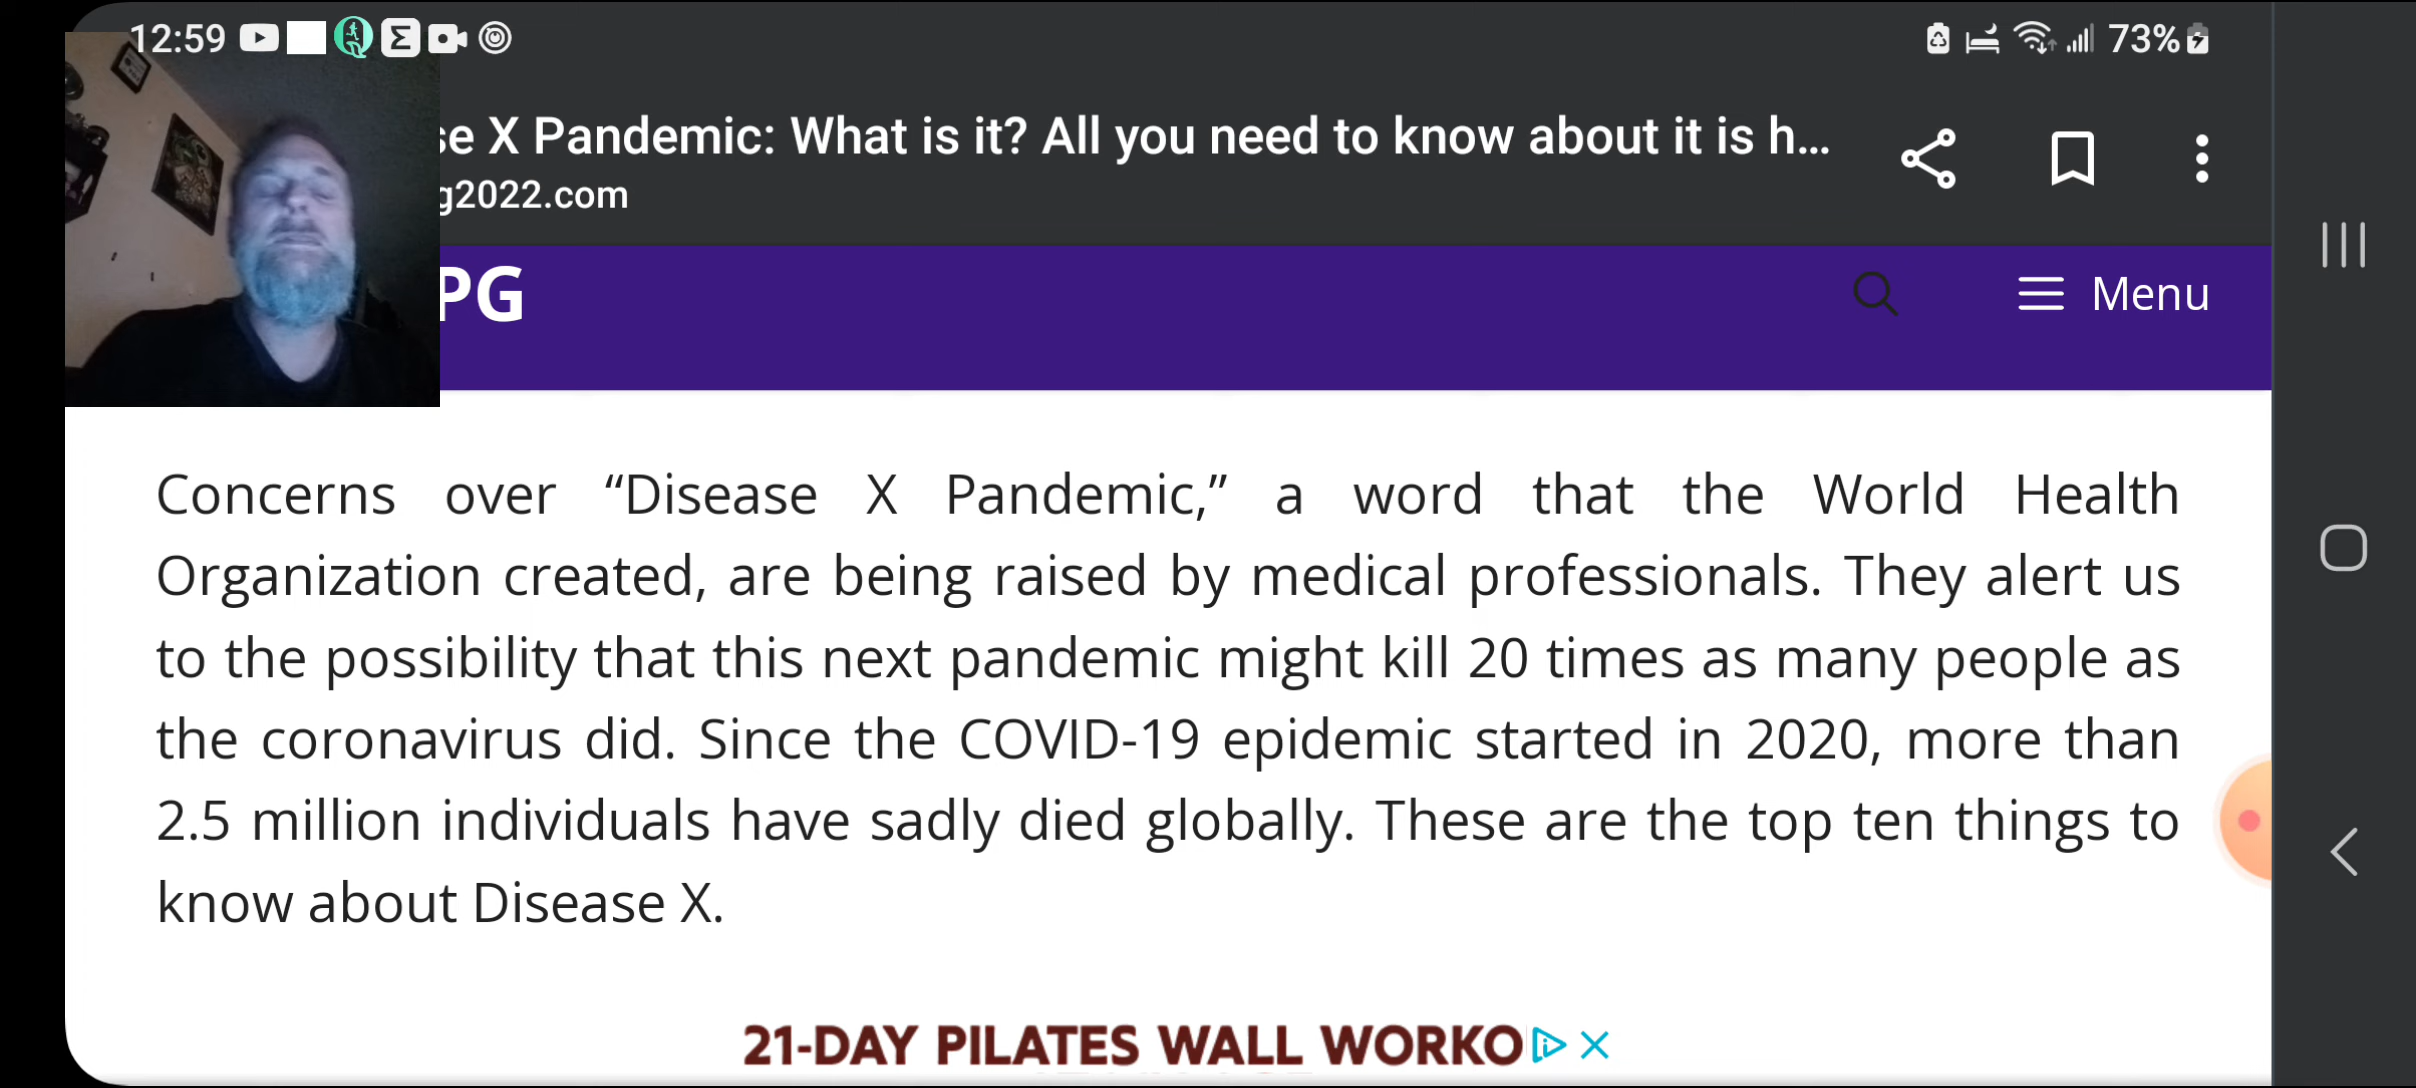 12:59
73%
se X Pandemic: What is it? All you need to know about it is h...
g2022.com
PG
Menu
Concerns over “Disease X Pandemic,” a word that the World Health
Organization created, are being raised by medical professionals. They alert us
to the possibility that this next pandemic might kill 20 times as many people as
the coronavirus did. Since the COVID-19 epidemic started in 2020, more than
2.5 million individuals have sadly died globally. These are the top ten things to
know about Disease X.
21-DAY PILATES WALL WORKO